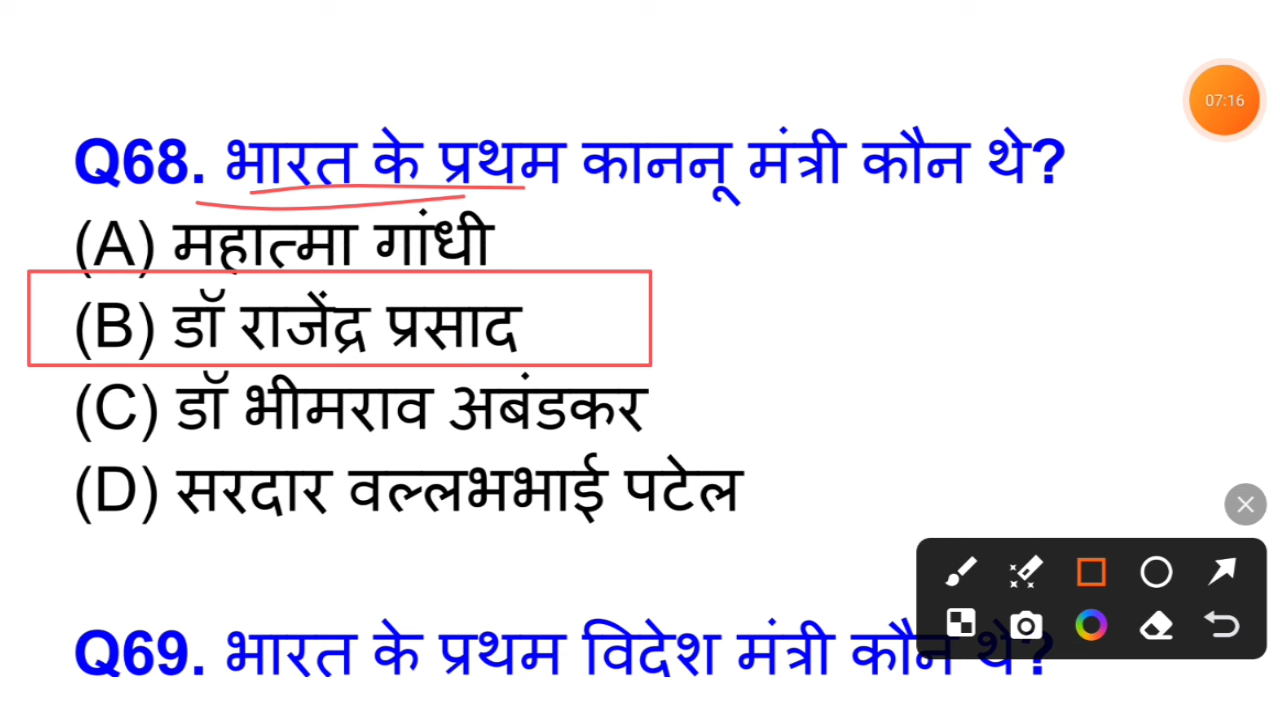 07:16
Q68. भारत के प्रथम काननू मंत्री कौन थे?
(A) महात्मा गांधी
(B) डॉ राजेंद्र प्रसाद
(C) डॉ भीमराव अबंडकर
(D) सरदार वल्लभभाई पटेल
Q69. भारत के प्रथम विदेश मंत्री कौन थे?